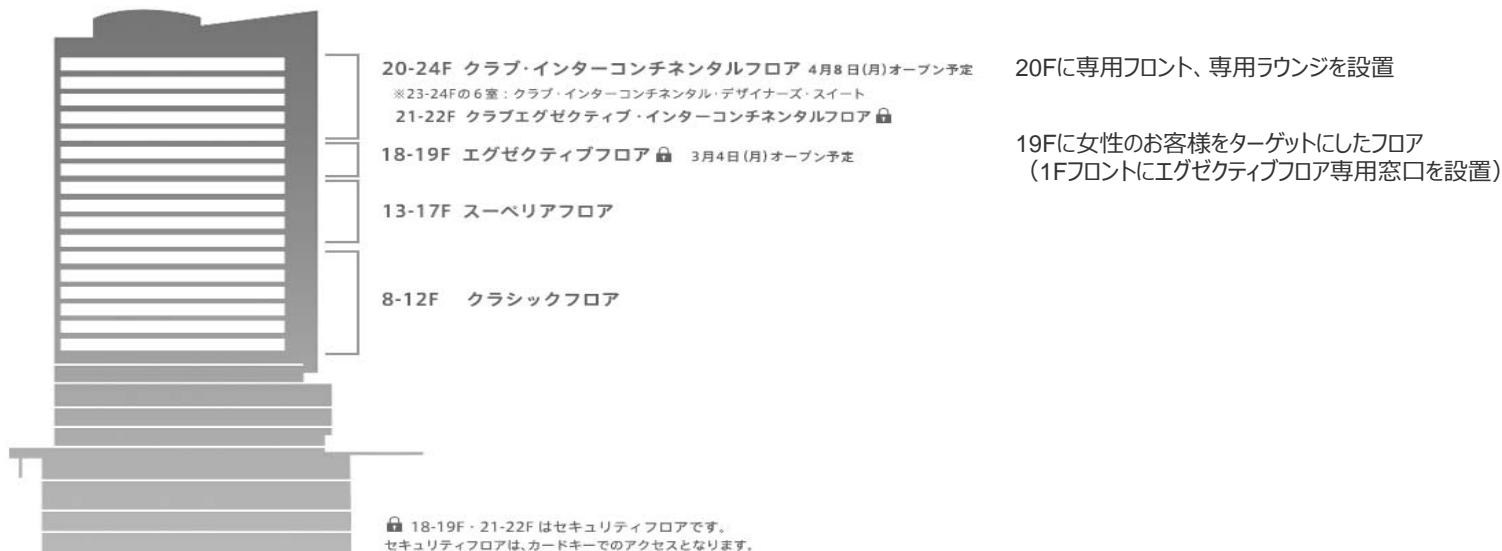 20-24F クラブ・インターコンチネンタルフロア 4月8日(月)オープン予定
※23-24Fの6室：クラブ・インターコンチネンタル・デザイナーズ・スイート
21-22F クラブエグゼクティブ・インターコンチネンタルフロア
20Fに専用フロント、専用ラウンジを設置
18-19F エグゼクティブフロア 3月4日(月)オープン予定
19Fに女性のお客様をターゲットにしたフロア
（1Fフロントにエグゼクティブフロア専用窓口を設置）
13-17F スーペリアフロア
8-12F クラシックフロア
18-19F・21-22Fはセキュリティフロアです。
セキュリティフロアは、カードキーでのアクセスとなります。